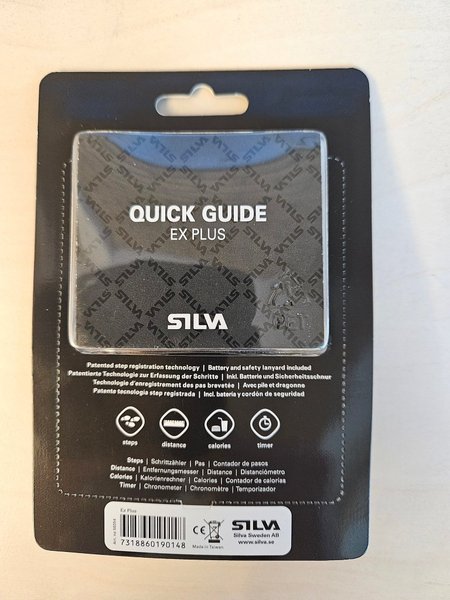 QUICK GUIDE
EX PLUS
SILVA
Patented step registration technology | Battery and safety lanyard included
Patentierte Technologie zur Erfassung der Schritte | Inkl. Batterie und Sicherheitsschnur
Technologie d'enregistrement des pas brevetée | Avec pile et dragonne
Patenta tecnologia step registrada | Incl. batería y cordón de seguridad
steps distance calories timer
Steps | Schrittzähler | Pas | Contador de pasos
Distance | Entfernungsmesser | Distance | Distanciómetro
Calories | Kalorienrechner | Calories | Contador de calorías
Timer | Chronometer | Chronomètre | Temporizador
Ex Plus
7318860190148
CE
Made in Taiwan
SILVA
Silva Sweden AB
www.silva.se